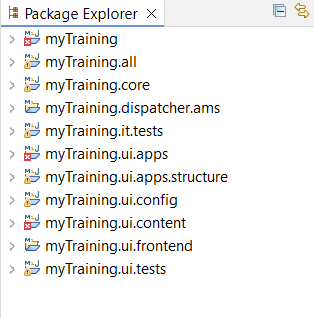 Package Explorer
myTraining
myTraining.all
myTraining.core
myTraining.dispatcher.ams
myTraining.it.tests
myTraining.ui.apps
myTraining.ui.apps.structure
myTraining.ui.config
myTraining.ui.content
myTraining.ui.frontend
myTraining.ui.tests